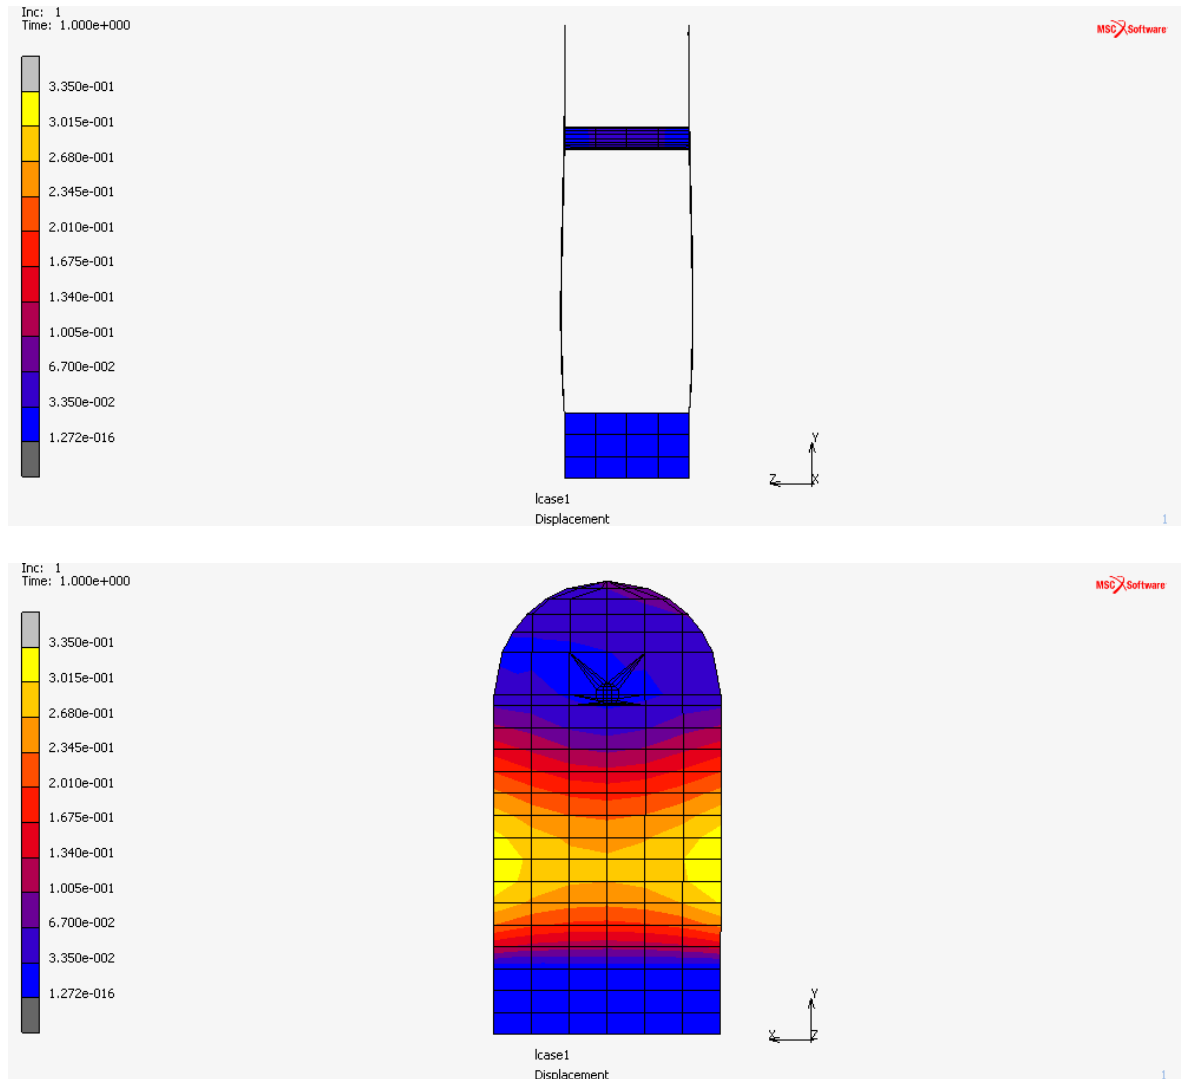 Inc: 1
Time: 1.000e+000
MSC Software
3.350e-001
3.015e-001
2.680e-001
2.345e-001
2.010e-001
1.675e-001
1.340e-001
1.005e-001
6.700e-002
3.350e-002
1.272e-016
Y
Z X
lcase1
Displacement
1
Inc: 1
Time: 1.000e+000
MSC Software
3.350e-001
3.015e-001
2.680e-001
2.345e-001
2.010e-001
1.675e-001
1.340e-001
1.005e-001
6.700e-002
3.350e-002
1.272e-016
Y
X Z
lcase1
Displacement
1